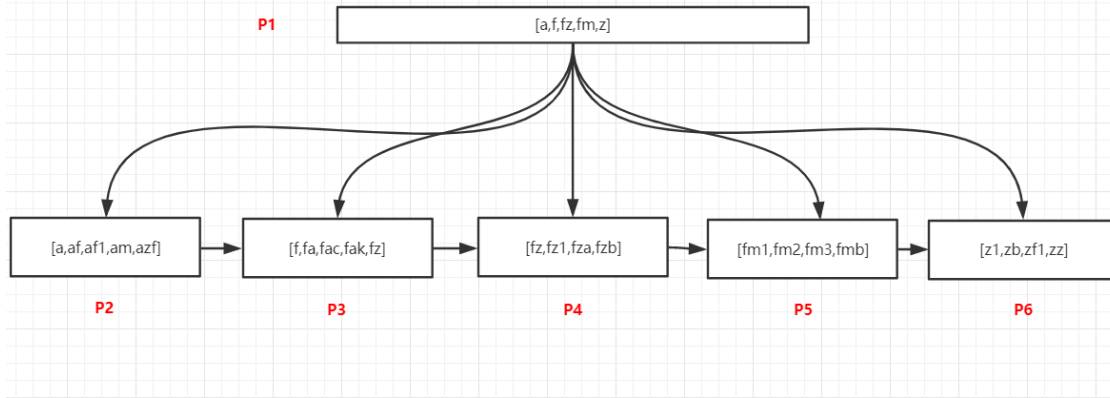 P1
[a,f,fz,fm,z]
[a,af,af1,am,azf]
[f,fa,fac,fak,fz]
[fz,fz1,fza,fzb]
[fm1,fm2,fm3,fmb]
[z1,zb,zf1,zz]
P2
P3
P4
P5
P6